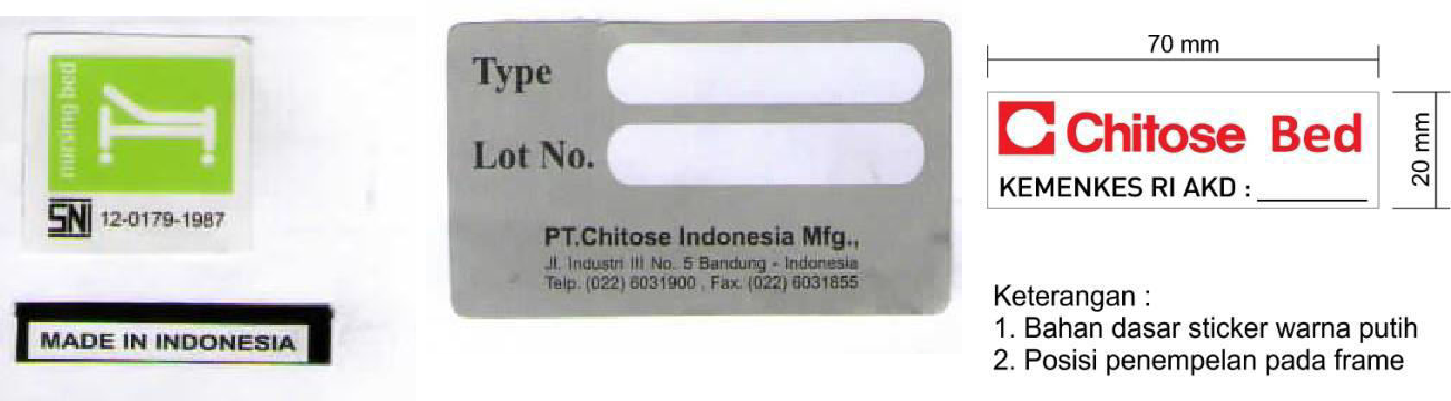 nursing bed
SNI 12-0179-1987
MADE IN INDONESIA
Type
Lot No.
PT.Chitose Indonesia Mfg.,
Jl. Industri III No. 5 Bandung - Indonesia
Telp. (022) 6031900 , Fax. (022) 6031855
70 mm
20 mm
Chitose Bed
KEMENKES RI AKD : ________
Keterangan :
1. Bahan dasar sticker warna putih
2. Posisi penempelan pada frame